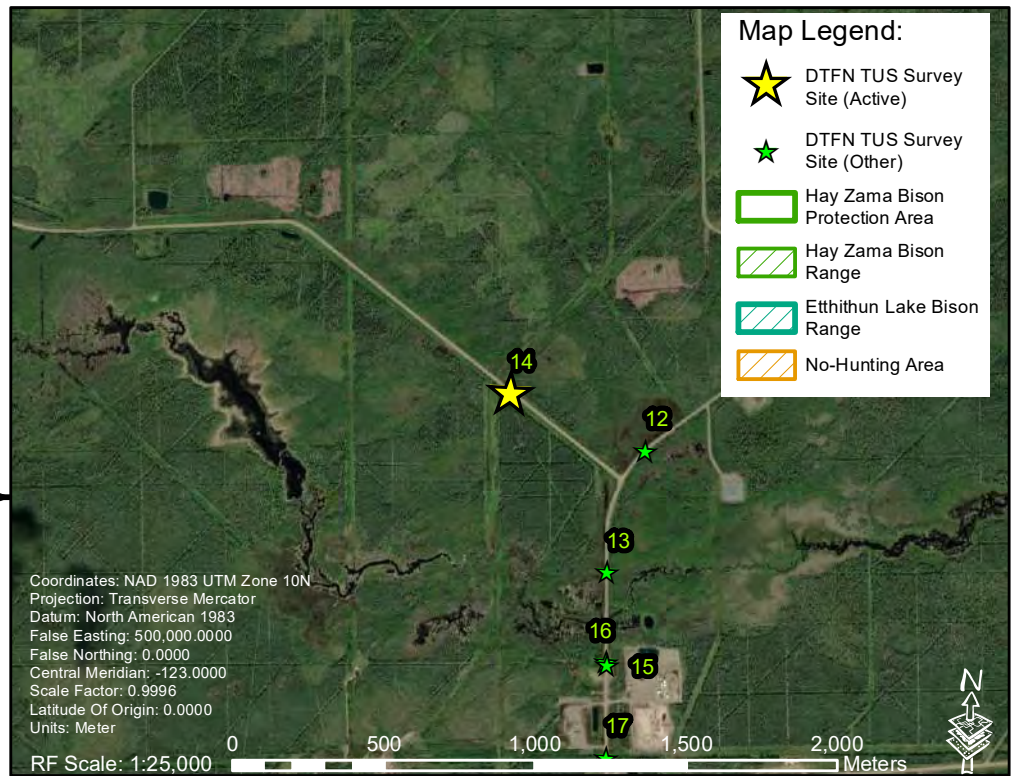 Map Legend:
DTFN TUS Survey
Site (Active)
DTFN TUS Survey
Site (Other)
Hay Zama Bison
Protection Area
Hay Zama Bison
Range
Etthithun Lake Bison
Range
No-Hunting Area
14
12
13
16
15
17
Coordinates: NAD 1983 UTM Zone 10N
Projection: Transverse Mercator
Datum: North American 1983
False Easting: 500,000.0000
False Northing: 0.0000
Central Meridian: -123.0000
Scale Factor: 0.9996
Latitude Of Origin: 0.0000
Units: Meter
RF Scale: 1:25,000
0 500 1,000 1,500 2,000
Meters
N